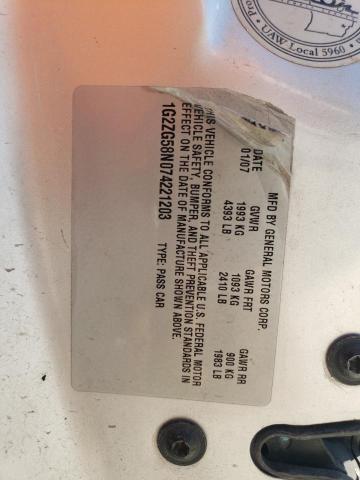 MFD BY GENERAL MOTORS CORP.
DATE GVWR GAWR FRT GAWR RR
01/07 1993 KG 1093 KG 900 KG
4393 LB 2410 LB 1983 LB
THIS VEHICLE CONFORMS TO ALL APPLICABLE U.S. FEDERAL MOTOR
VEHICLE SAFETY, BUMPER, AND THEFT PREVENTION STANDARDS IN
EFFECT ON THE DATE OF MANUFACTURE SHOWN ABOVE.
1G2ZG58N074221203 TYPE: PASS CAR
UAW Local 5960